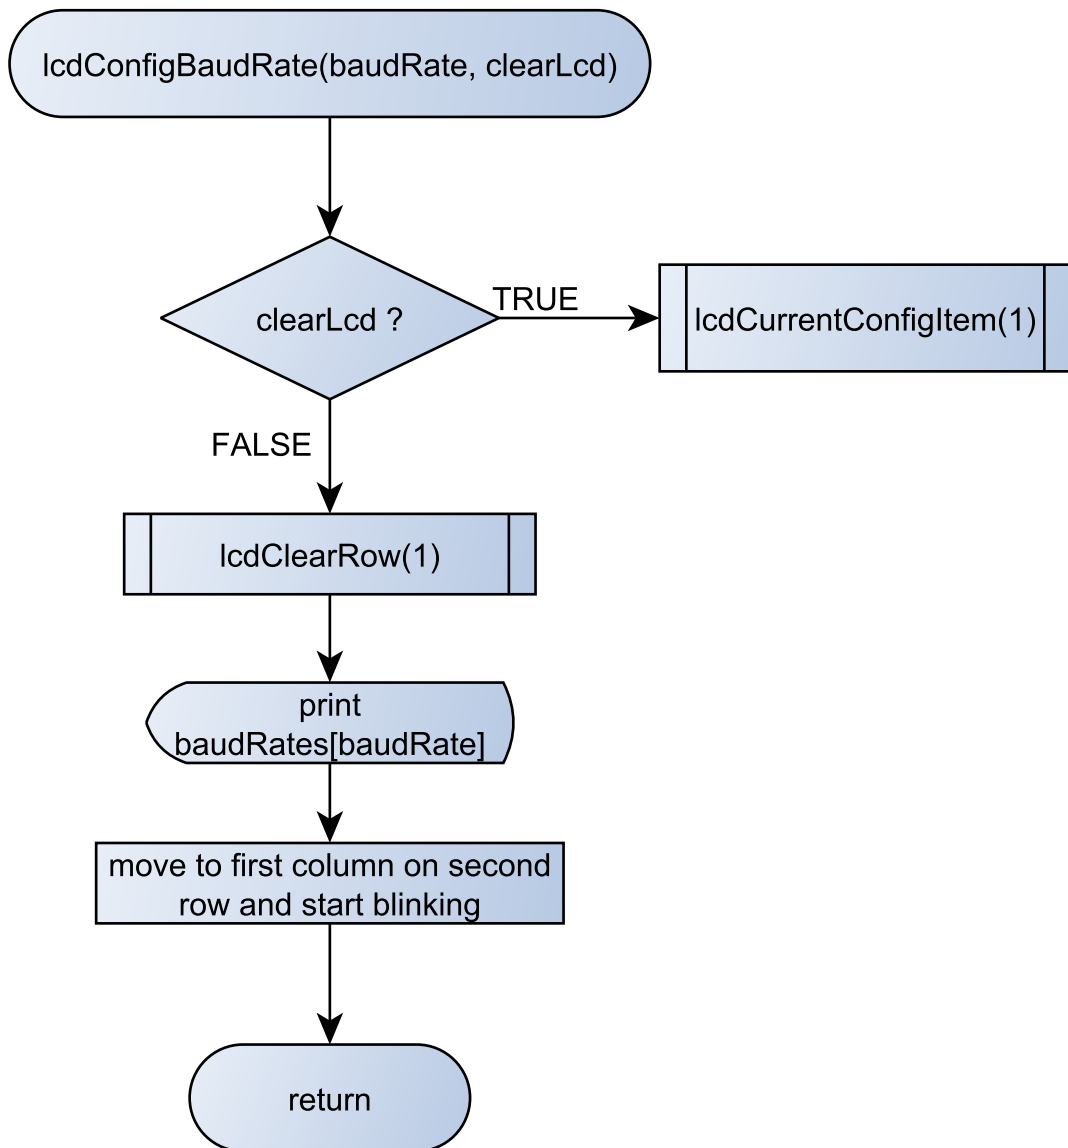 lcdConfigBaudRate(baudRate, clearLcd)
clearLcd ?
TRUE
lcdCurrentConfigItem(1)
FALSE
lcdClearRow(1)
print
baudRates[baudRate]
move to first column on second
row and start blinking
return